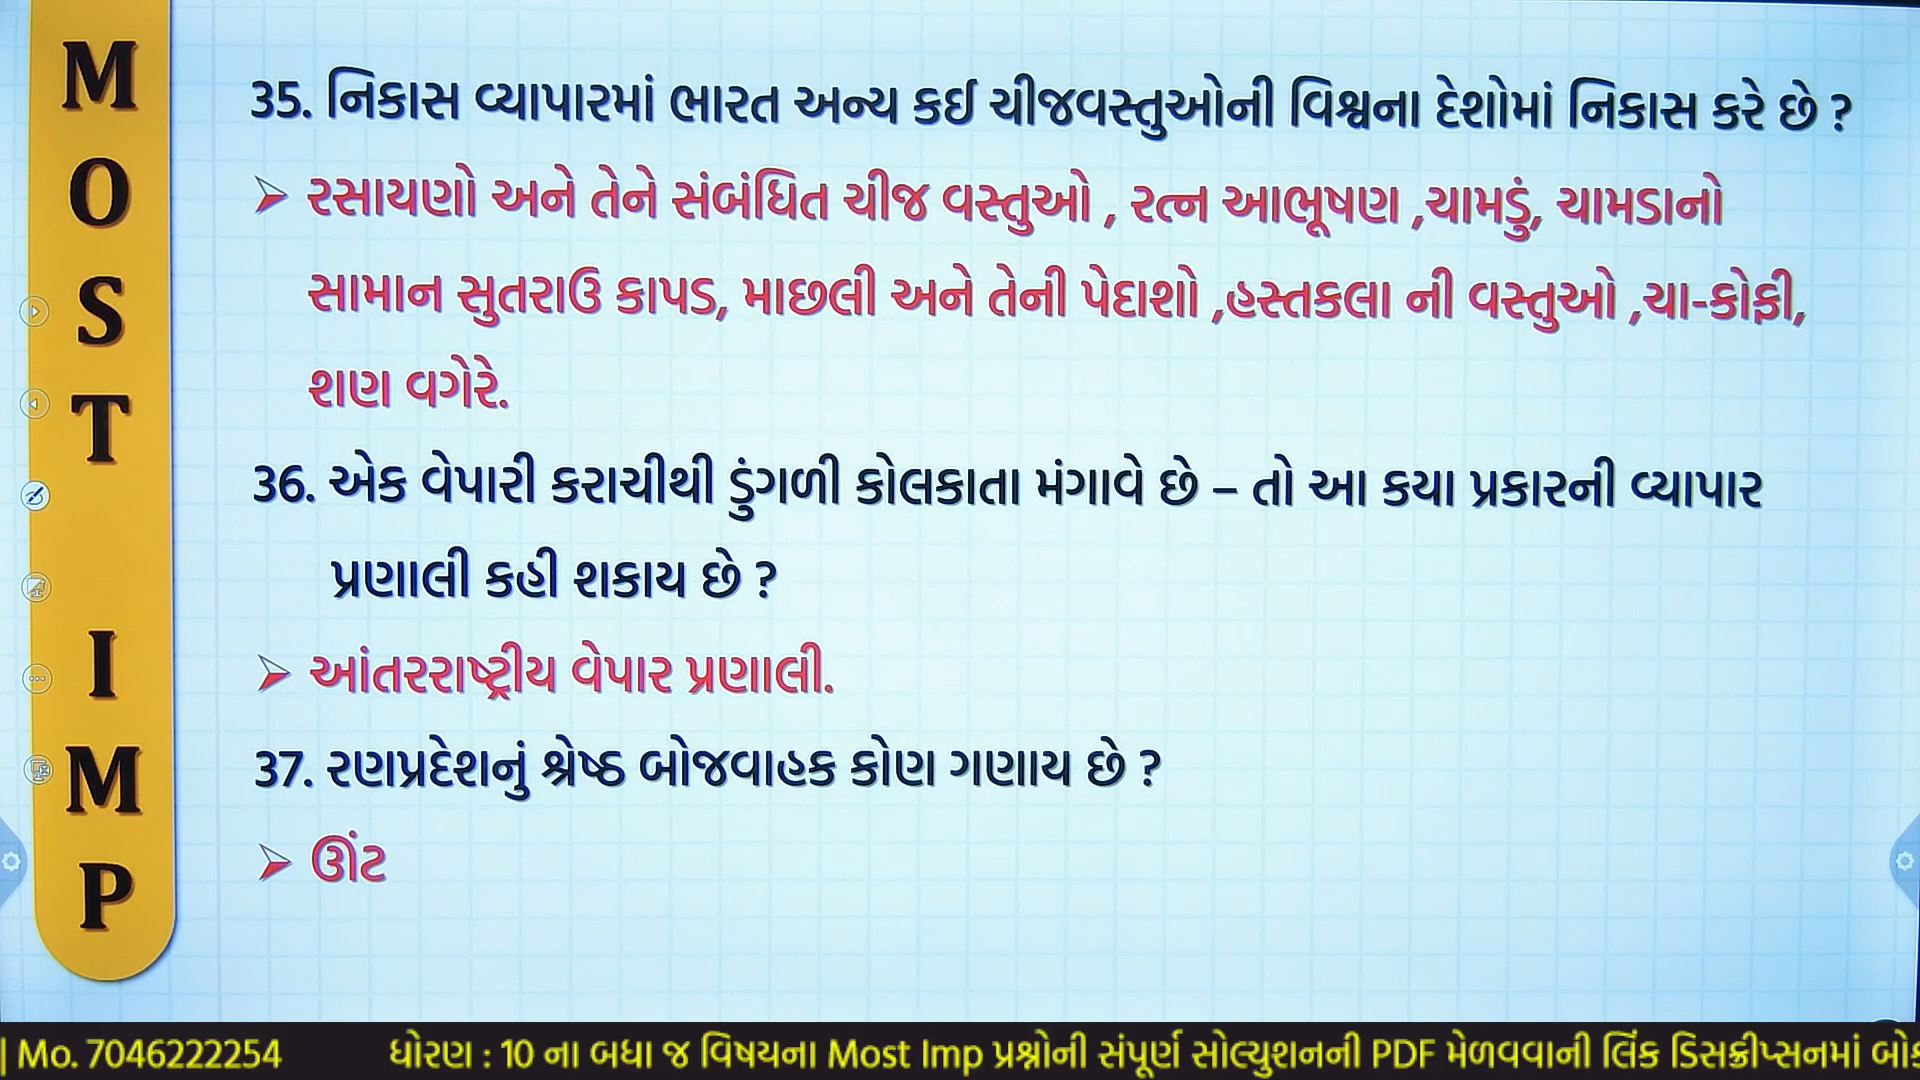 MOST IMP
35. નિકાસ વ્યાપારમાં ભારત અન્ય કઈ ચીજવસ્તુઓની વિશ્વના દેશોમાં નિકાસ કરે છે ?
➢ રસાયણો અને તેને સંબંધિત ચીજ વસ્તુઓ , રત્ન આભૂષણ ,ચામડું, ચામડાનો
સામાન સુતરાઉ કાપડ, માછલી અને તેની પેદાશો ,હસ્તકલા ની વસ્તુઓ ,ચા-કોફી,
શણ વગેરે.
36. એક વેપારી કરાચીથી ડુંગળી કોલકાતા મંગાવે છે – તો આ કયા પ્રકારની વ્યાપાર
પ્રણાલી કહી શકાય છે ?
➢ આંતરરાષ્ટ્રીય વેપાર પ્રણાલી.
37. રણપ્રદેશનું શ્રેષ્ઠ બોજવાહક કોણ ગણાય છે ?
➢ ઊંટ
| Mo. 7046222254 ધોરણ : 10 ના બધા જ વિષયના Most Imp પ્રશ્નોની સંપૂર્ણ સોલ્યુશનની PDF મેળવવાની લિંક ડિસક્રીપ્સનમાં